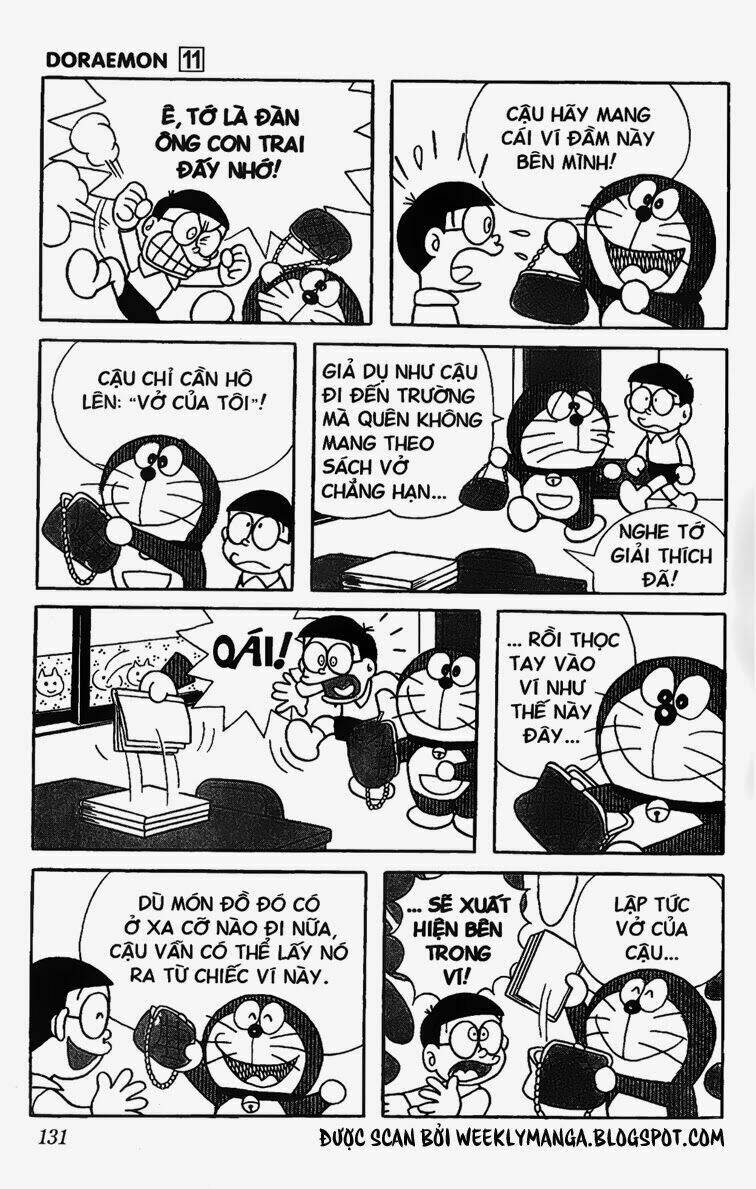 DORAEMON 11
CẬU HÃY MANG
CÁI VÍ ĐẦM NÀY
BÊN MÌNH!
Ê, TỚ LÀ ĐÀN
ÔNG CON TRAI
ĐẤY NHỚ!
GIẢ DỤ NHƯ CẬU
ĐI ĐẾN TRƯỜNG
MÀ QUÊN KHÔNG
MANG THEO
SÁCH VỞ
CHẲNG HẠN...
NGHE TỚ
GIẢI THÍCH
ĐÃ!
CẬU CHỈ CẦN HÔ
LÊN: "VỞ CỦA TÔI"!
... RỒI THỌC
TAY VÀO
VÍ NHƯ
THẾ NÀY
ĐÂY...
OÁI!
LẬP TỨC
VỞ CỦA
CẬU...
... SẼ XUẤT
HIỆN BÊN
TRONG
VÍ!
DÙ MÓN ĐỒ ĐÓ CÓ
Ở XA CỠ NÀO ĐI NỮA,
CẬU VẪN CÓ THỂ LẤY NÓ
RA TỪ CHIẾC VÍ NÀY.
131
ĐƯỢC SCAN BỞI WEEKLYMANGA.BLOGSPOT.COM